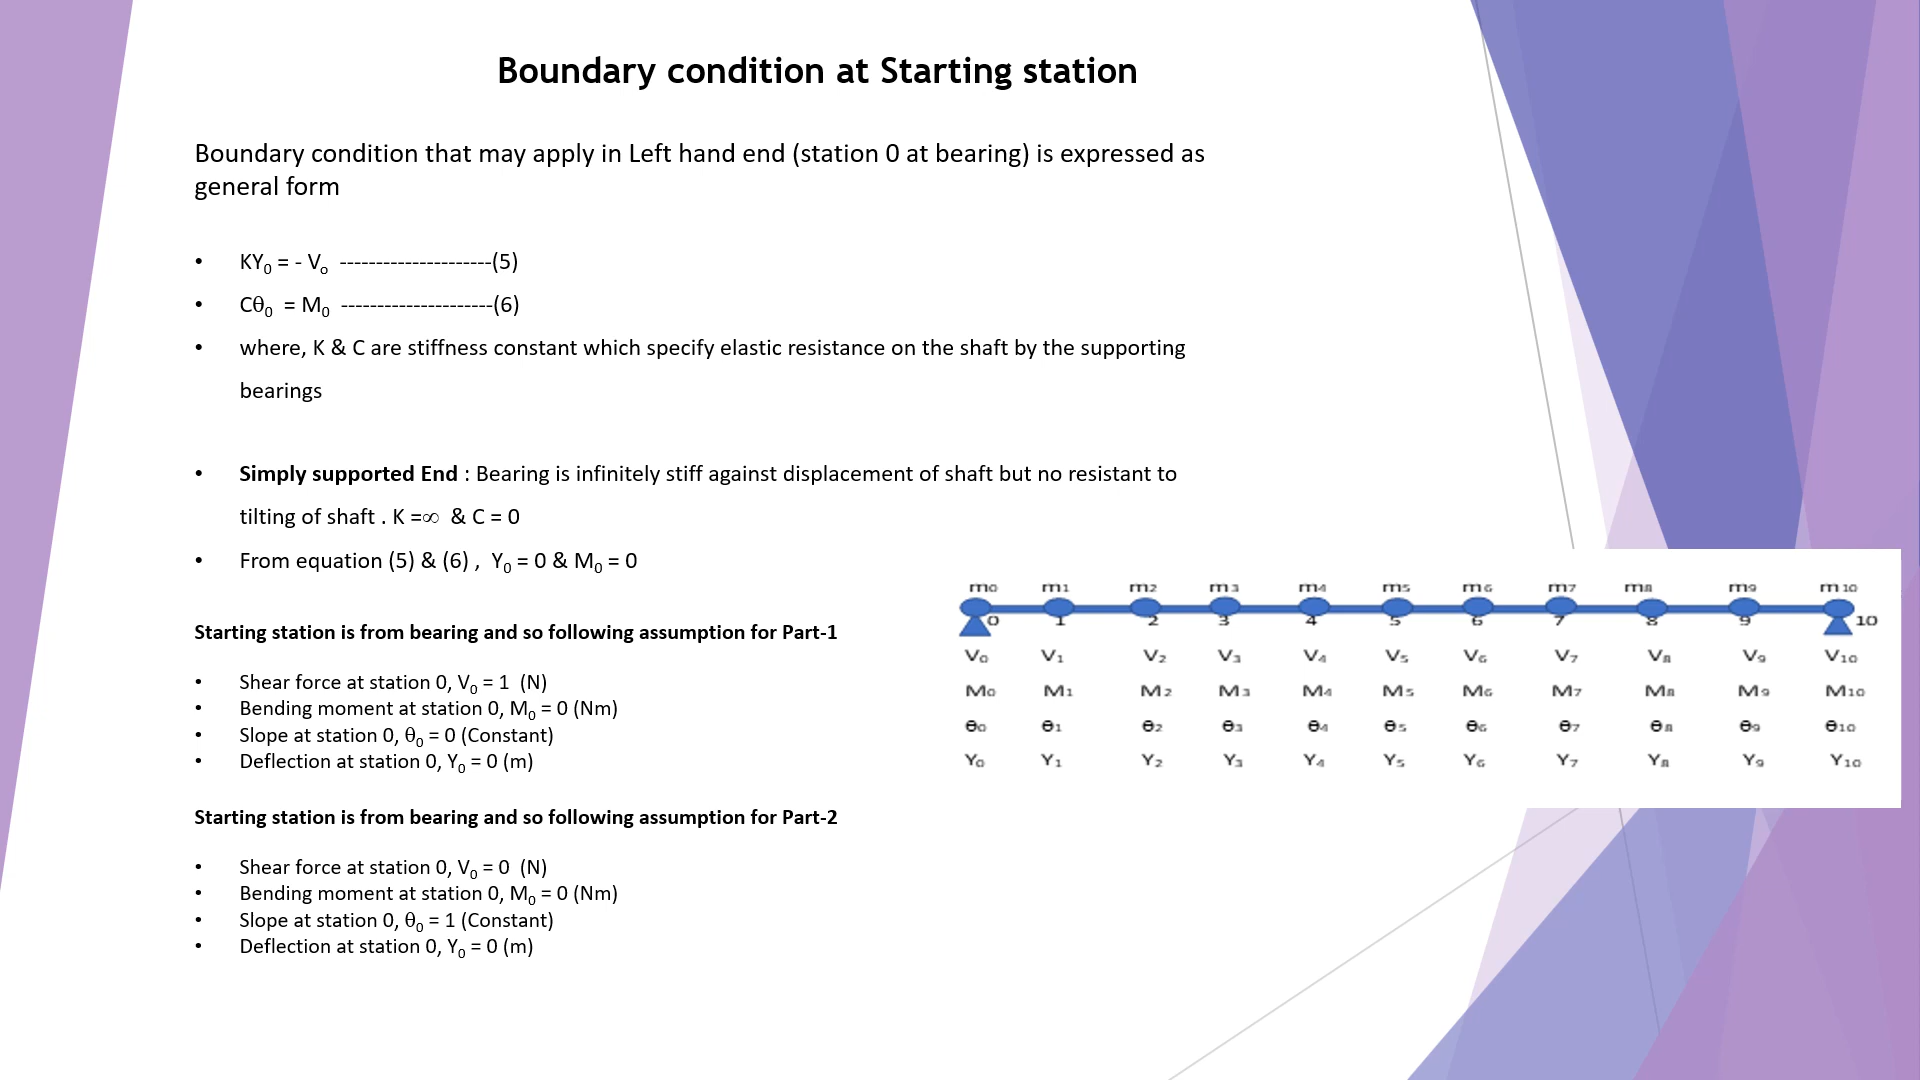 Boundary condition at Starting station
Boundary condition that may apply in Left hand end (station 0 at bearing) is expressed as
general form
• KY₀ = - Vₒ ---------------------(5)
• Cθ₀ = M₀ ---------------------(6)
• where, K & C are stiffness constant which specify elastic resistance on the shaft by the supporting
bearings
• Simply supported End : Bearing is infinitely stiff against displacement of shaft but no resistant to
tilting of shaft . K =∞ & C = 0
• From equation (5) & (6) , Y₀ = 0 & M₀ = 0
Starting station is from bearing and so following assumption for Part-1
• Shear force at station 0, V₀ = 1 (N)
• Bending moment at station 0, M₀ = 0 (Nm)
• Slope at station 0, θ₀ = 0 (Constant)
• Deflection at station 0, Y₀ = 0 (m)
Starting station is from bearing and so following assumption for Part-2
• Shear force at station 0, V₀ = 0 (N)
• Bending moment at station 0, M₀ = 0 (Nm)
• Slope at station 0, θ₀ = 1 (Constant)
• Deflection at station 0, Y₀ = 0 (m)
m₀ m₁ m₂ m₃ m₄ m₅ m₆ m₇ m₈ m₉ m₁₀
0 1 2 3 4 5 6 7 8 9 10
V₀ V₁ V₂ V₃ V₄ V₅ V₆ V₇ V₈ V₉ V₁₀
M₀ M₁ M₂ M₃ M₄ M₅ M₆ M₇ M₈ M₉ M₁₀
θ₀ θ₁ θ₂ θ₃ θ₄ θ₅ θ₆ θ₇ θ₈ θ₉ θ₁₀
Y₀ Y₁ Y₂ Y₃ Y₄ Y₅ Y₆ Y₇ Y₈ Y₉ Y₁₀